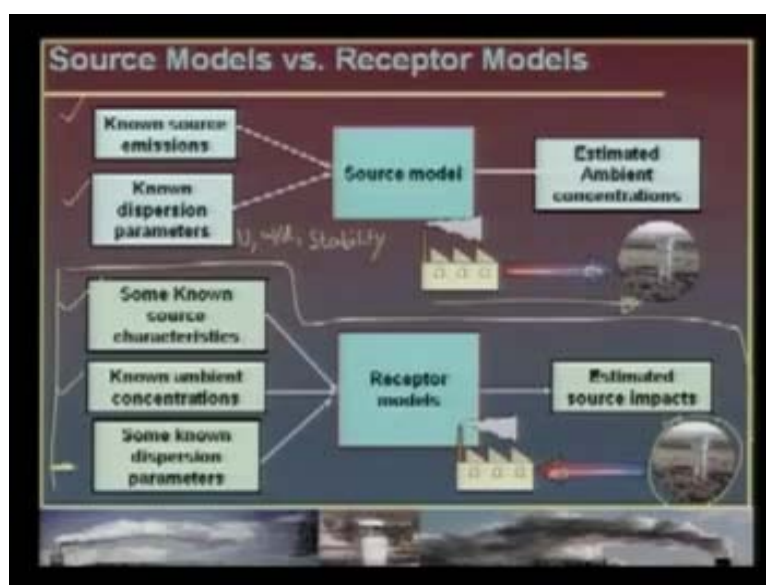 Source Models vs. Receptor Models
Known source
emissions
Known
dispersion
parameters
Source model
Estimated
Ambient
concentrations
U, w/d, Stability
Some Known
source
characteristics
Known ambient
concentrations
Some known
dispersion
parameters
Receptor
models
Estimated
source impacts